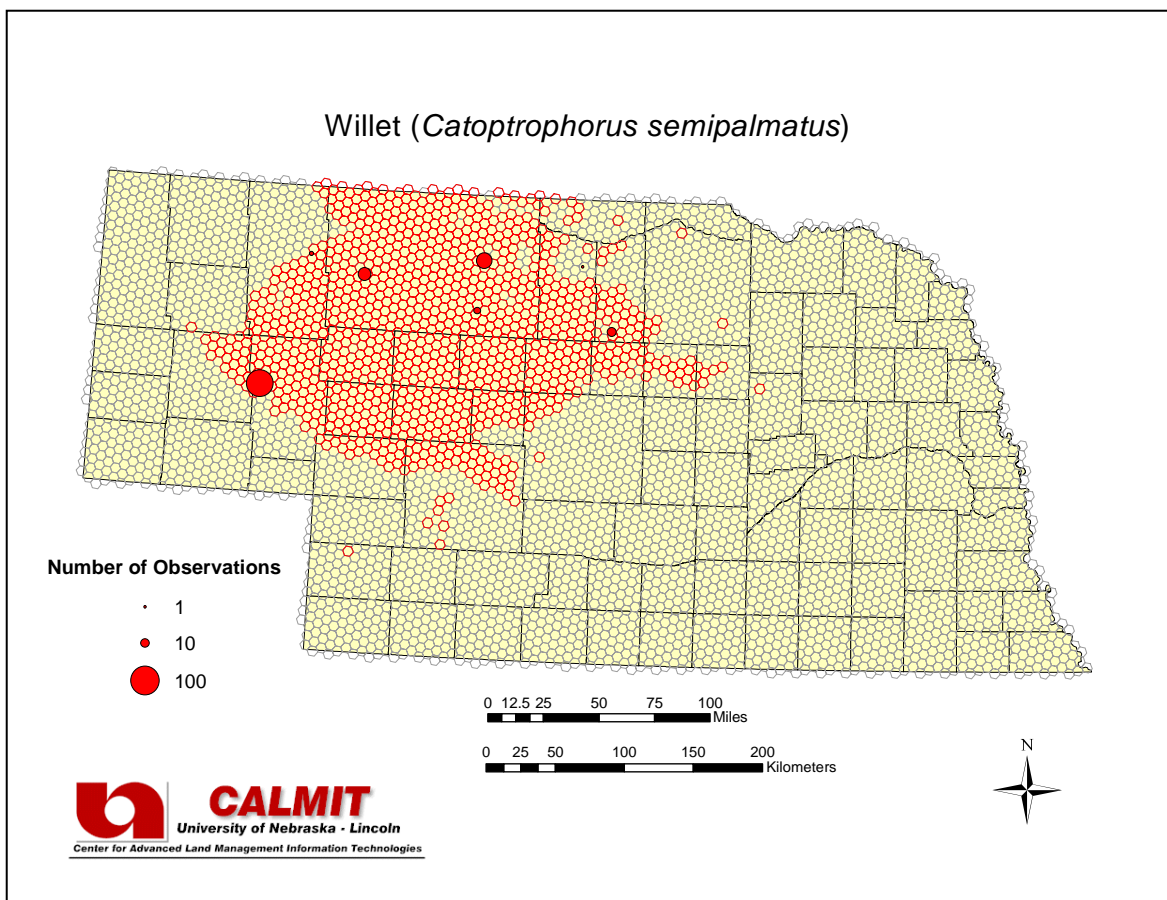 Willet (Catoptrophorus semipalmatus)
Number of Observations
1
10
100
0 12.5 25 50 75 100
Miles
0 25 50 100 150 200
Kilometers
N
CALMIT
University of Nebraska - Lincoln
Center for Advanced Land Management Information Technologies